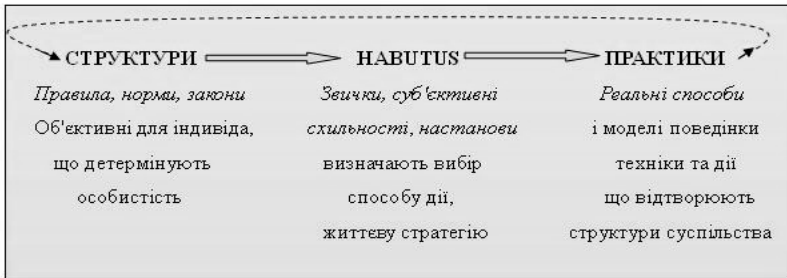 СТРУКТУРИ HABUTUS ПРАКТИКИ
Правила, норми, закони Звички, суб'єктивні Реальні способи
Об'єктивні для індивіда, схильності, настанови і моделі поведінки
що детермінують визначають вибір техніки та дії
особистість способу дії, що відтворюють
життєву стратегію структури суспільства